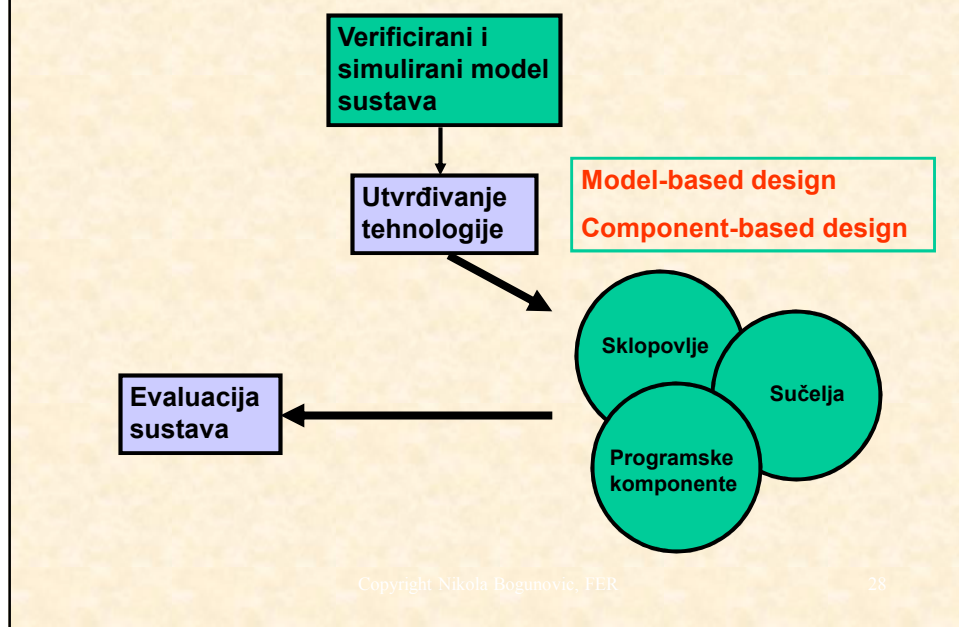 Verificirani i
simulirani model
sustava
Utvrđivanje
tehnologije
Model-based design
Component-based design
Sklopovlje
Sučelja
Programske
komponente
Evaluacija
sustava
Copyright Nikola Bogunovic, FER
28